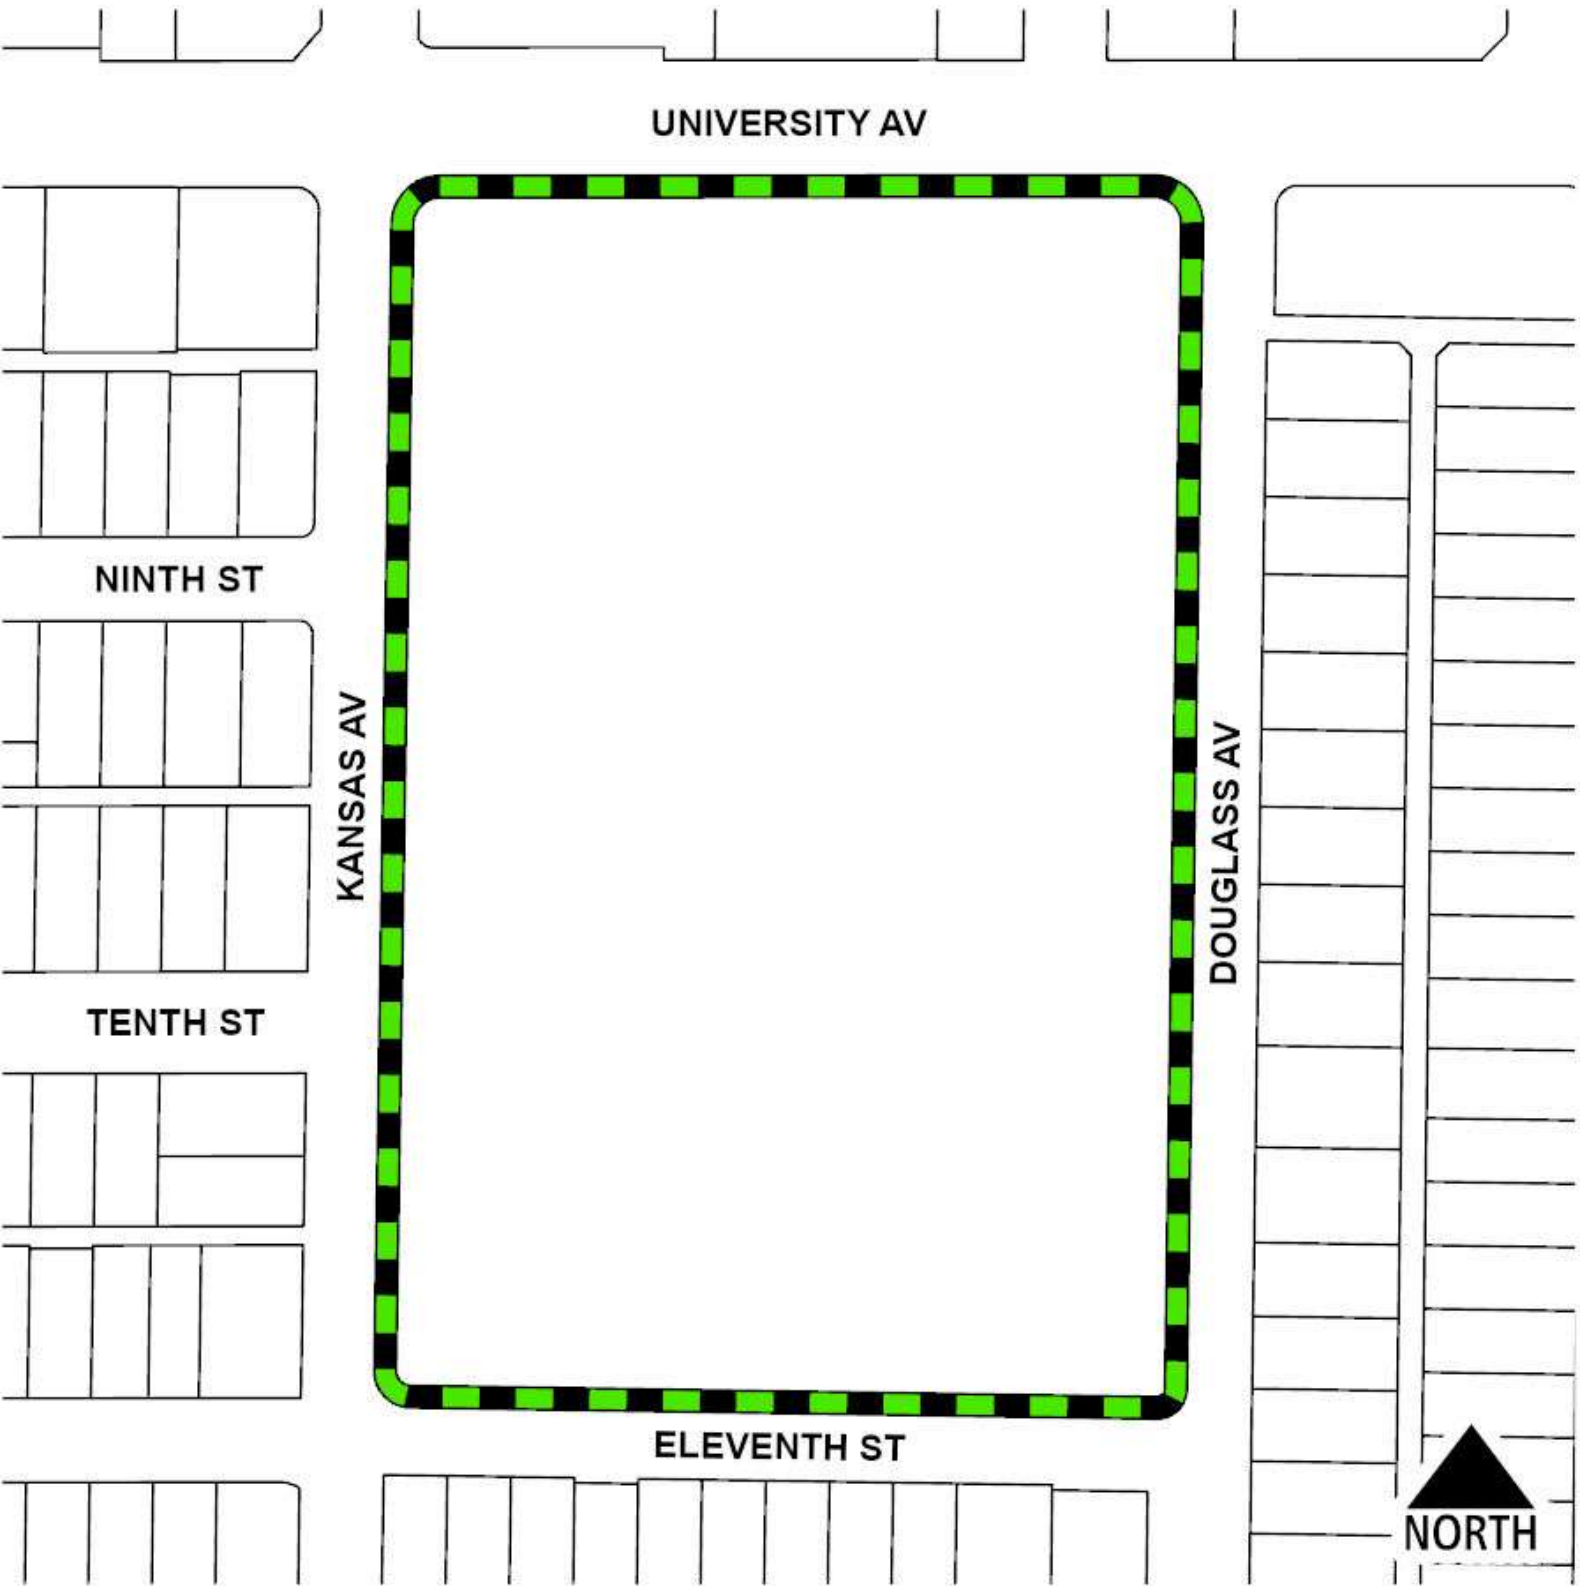 UNIVERSITY AV
NINTH ST
KANSAS AV
DOUGLASS AV
TENTH ST
ELEVENTH ST
NORTH